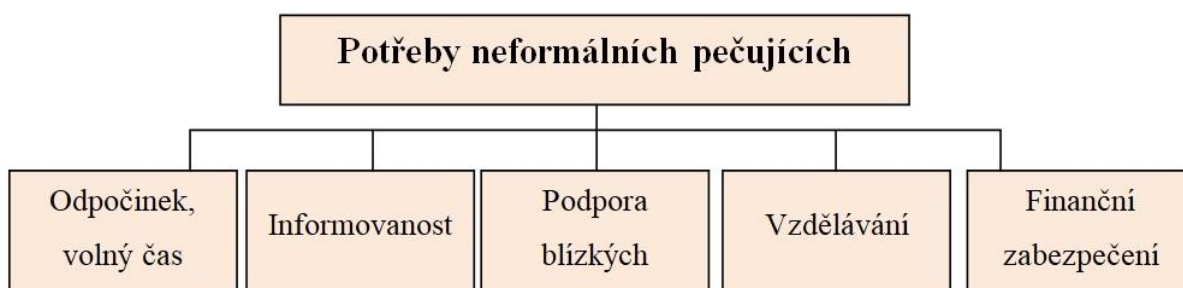 Potřeby neformálních pečujících
Odpočinek,
volný čas
Informovanost
Podpora
blízkých
Vzdělávání
Finanční
zabezpečení